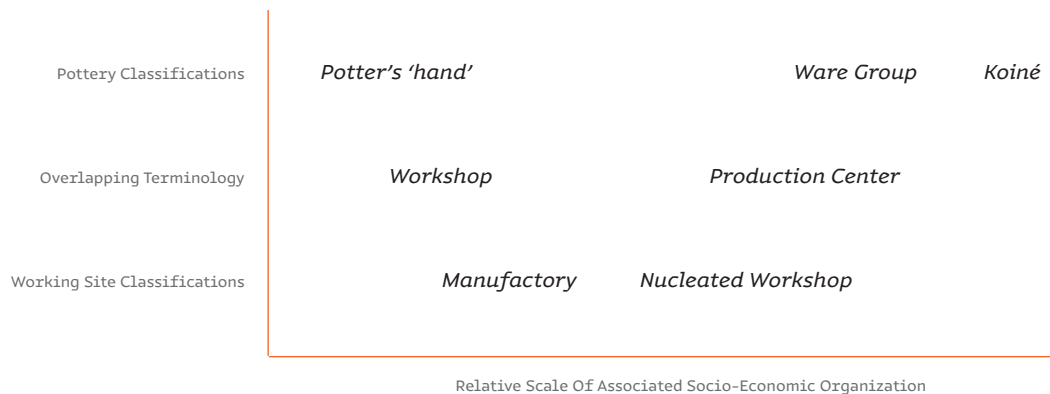 Pottery Classifications Potter's ‘hand’ Ware Group Koiné
Overlapping Terminology Workshop Production Center
Working Site Classifications Manufactory Nucleated Workshop
Relative Scale Of Associated Socio-Economic Organization